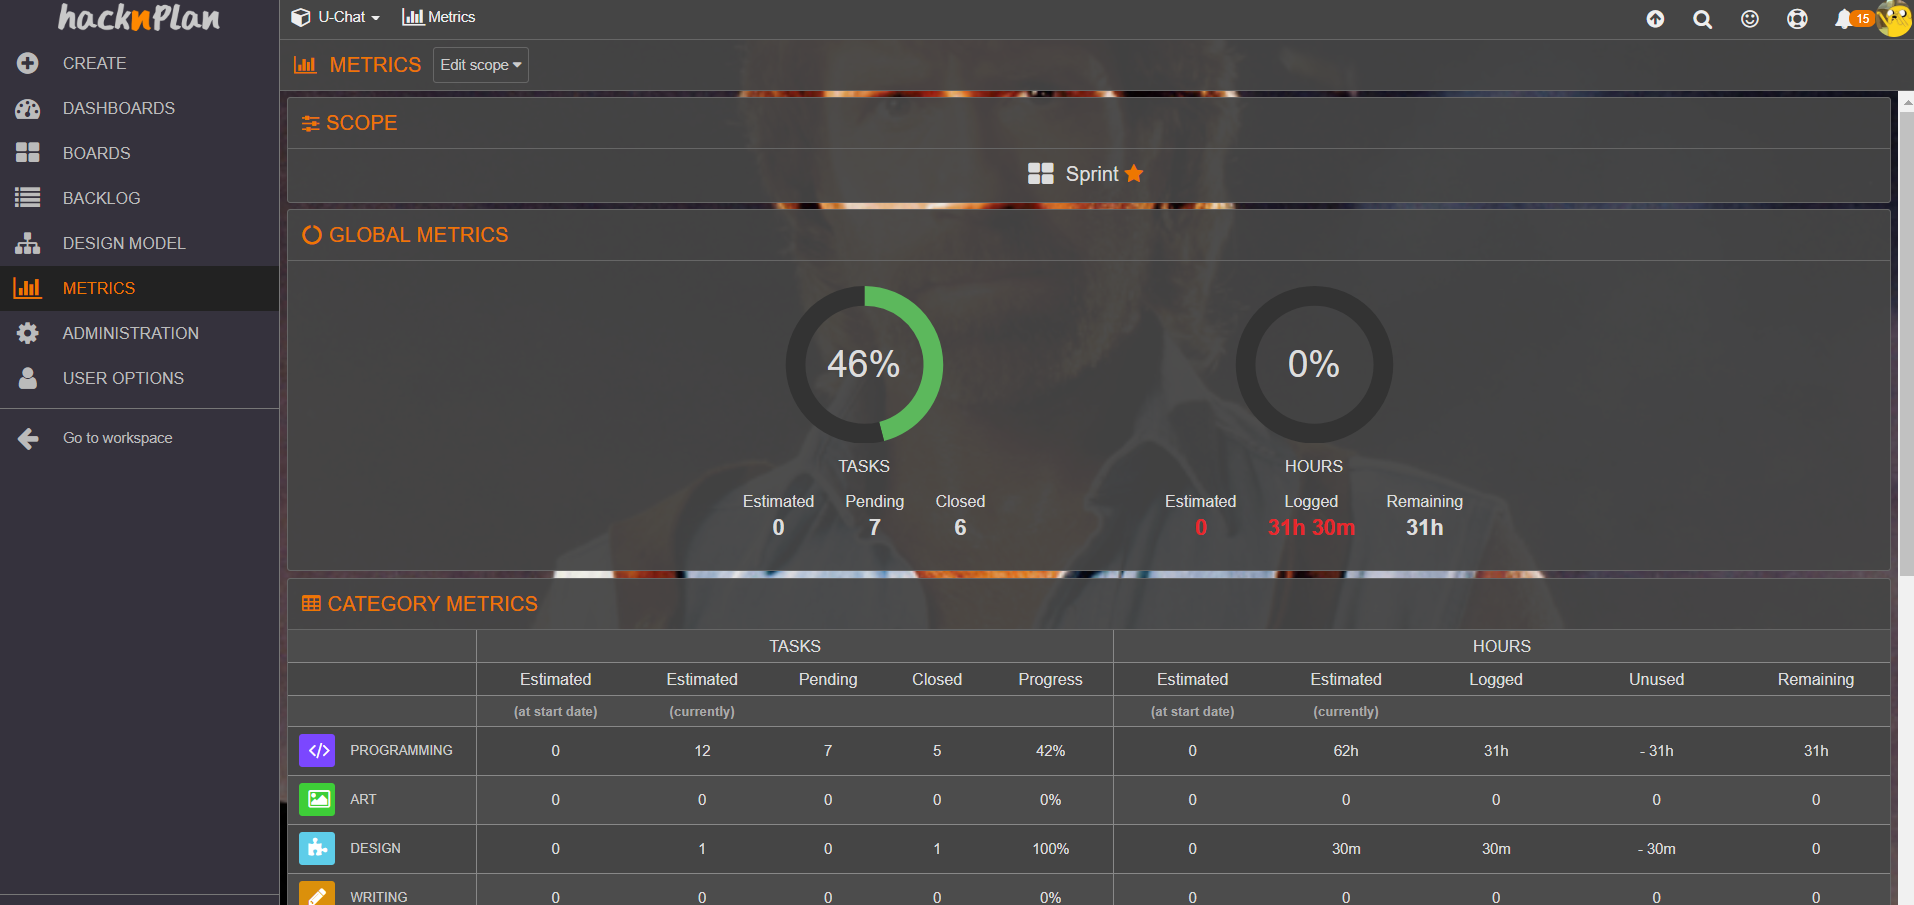 hacknPlan
U-Chat
Metrics
15
CREATE
DASHBOARDS
BOARDS
BACKLOG
DESIGN MODEL
METRICS
ADMINISTRATION
USER OPTIONS
Go to workspace
METRICS Edit scope
SCOPE
Sprint
GLOBAL METRICS
46% 0%
TASKS HOURS
Estimated Pending Closed Estimated Logged Remaining
0 7 6 0 31h 30m 31h
CATEGORY METRICS
TASKS HOURS
Estimated Estimated Pending Closed Progress Estimated Estimated Logged Unused Remaining
(at start date) (currently) (at start date) (currently)
PROGRAMMING 0 12 7 5 42% 0 62h 31h - 31h 31h
ART 0 0 0 0 0% 0 0 0 0 0
DESIGN 0 1 0 1 100% 0 30m 30m - 30m 0
WRITING 0 0 0 0 0% 0 0 0 0 0